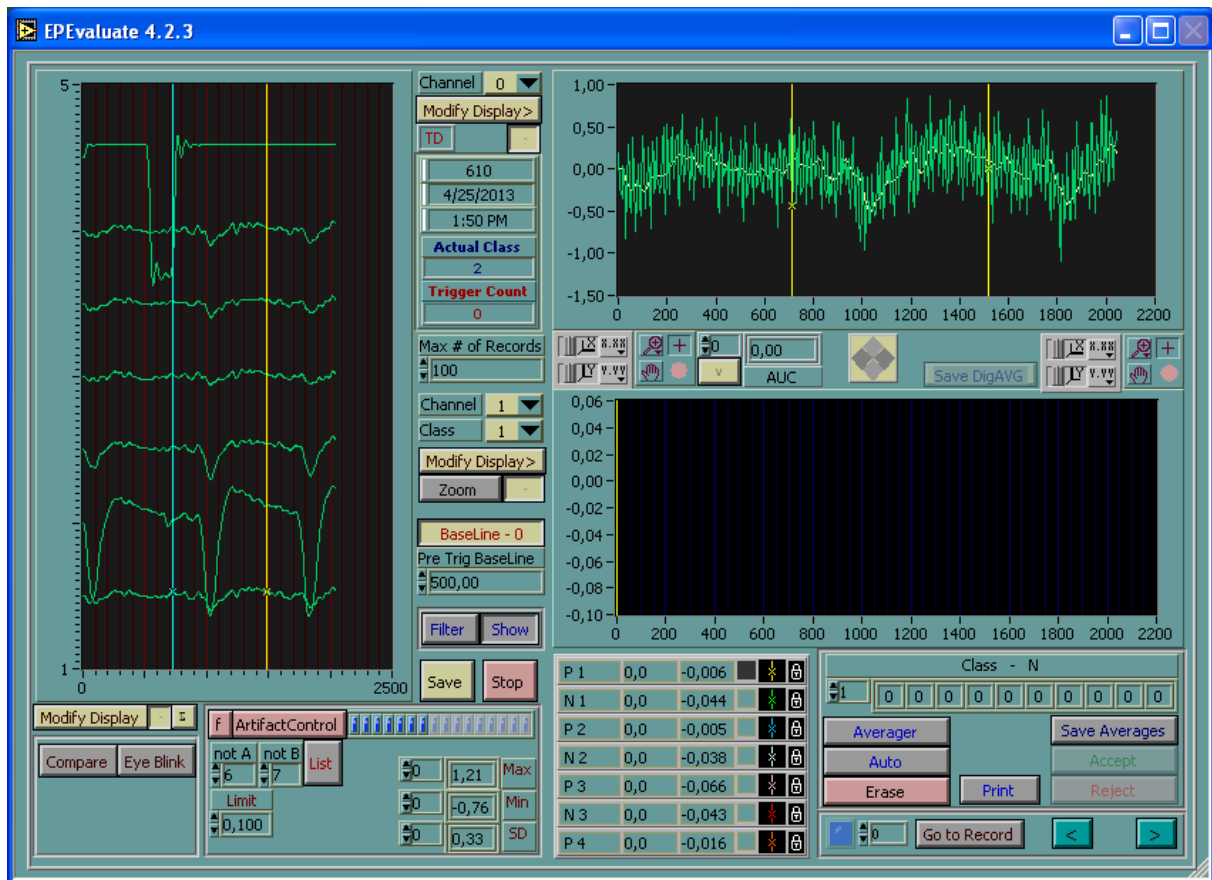 EPEvaluate 4.2.3
5
1
0 2500
Channel 0
Modify Display>
TD -
610
4/25/2013
1:50 PM
Actual Class
2
Trigger Count
0
Max # of Records
100
Channel 1
Class 1
Modify Display>
Zoom -
BaseLine - 0
Pre Trig BaseLine
500,00
Filter Show
Save Stop
1,00
0,50
0,00
-0,50
-1,00
-1,50
0 200 400 600 800 1000 1200 1400 1600 1800 2000 2200
X X.XX
Y Y.YY
0 0,00
v AUC
Save DigAVG
X X.XX
Y Y.YY
0,06
0,04
0,02
0,00
-0,02
-0,04
-0,06
-0,08
-0,10
0 200 400 600 800 1000 1200 1400 1600 1800 2000 2200
Modify Display - Σ
Compare Eye Blink
f ArtifactControl
not A not B List
6 7
Limit
0,100
0 1,21 Max
0 -0,76 Min
0 0,33 SD
P 1 0,0 -0,006
N 1 0,0 -0,044
P 2 0,0 -0,005
N 2 0,0 -0,038
P 3 0,0 -0,066
N 3 0,0 -0,043
P 4 0,0 -0,016
Class - N
1 0 0 0 0 0 0 0 0 0 0
Averager Save Averages
Auto Accept
Erase Print Reject
0 Go to Record < >